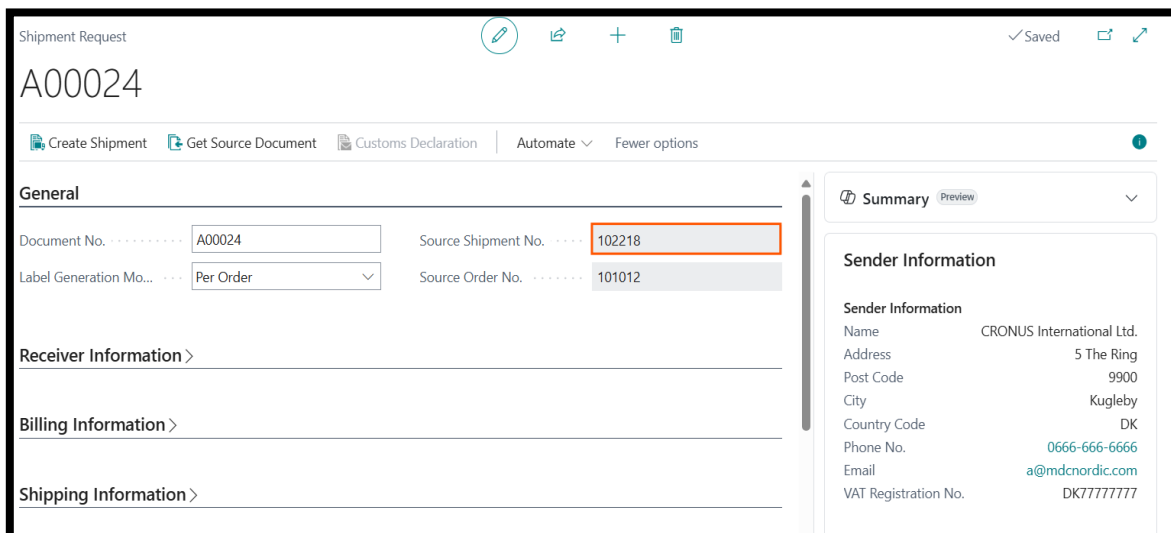 Shipment Request
Saved
A00024
Create Shipment Get Source Document Customs Declaration Automate Fewer options
General
Document No. A00024 Source Shipment No. 102218
Label Generation Mo... Per Order Source Order No. 101012
Receiver Information
Billing Information
Shipping Information
Summary Preview
Sender Information
Sender Information
Name CRONUS International Ltd.
Address 5 The Ring
Post Code 9900
City Kugleby
Country Code DK
Phone No. 0666-666-6666
Email a@mdcnordic.com
VAT Registration No. DK77777777